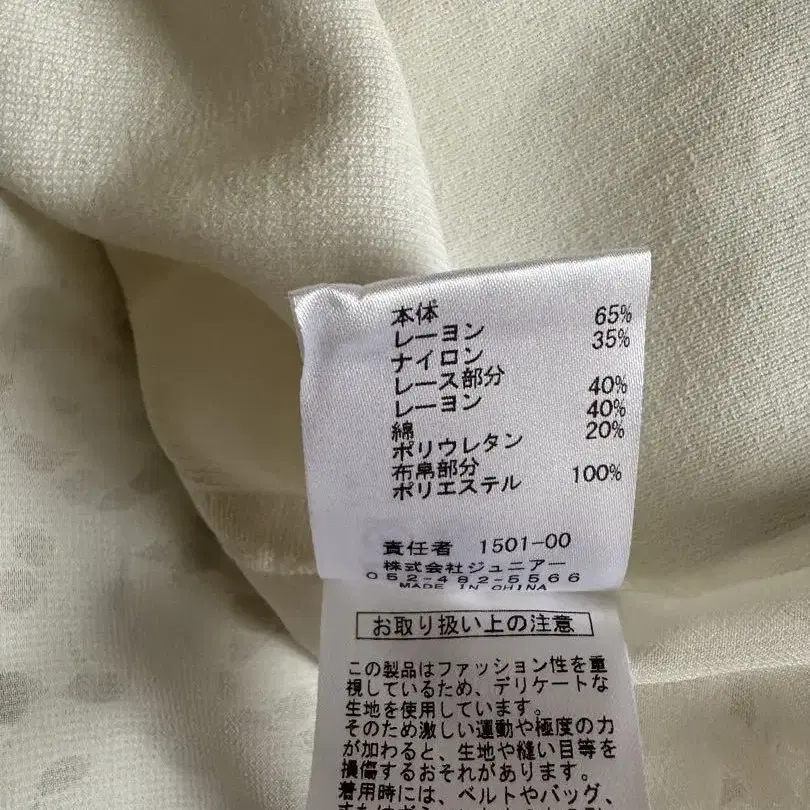 本体
レーヨン 65%
ナイロン 35%
レース部分
レーヨン 40%
綿 40%
ポリウレタン 20%
布帛部分
ポリエステル 100%
責任者 1501-00
株式会社ジュニアー
052-482-5566
MADE IN CHINA
お取り扱い上の注意
この製品はファッション性を重
視しているため、デリケートな
生地を使用しています。
そのため激しい運動や極度の力
が加わると、生地や縫い目等を
損傷するおそれがあります。
着用時には、ベルトやバッグ、